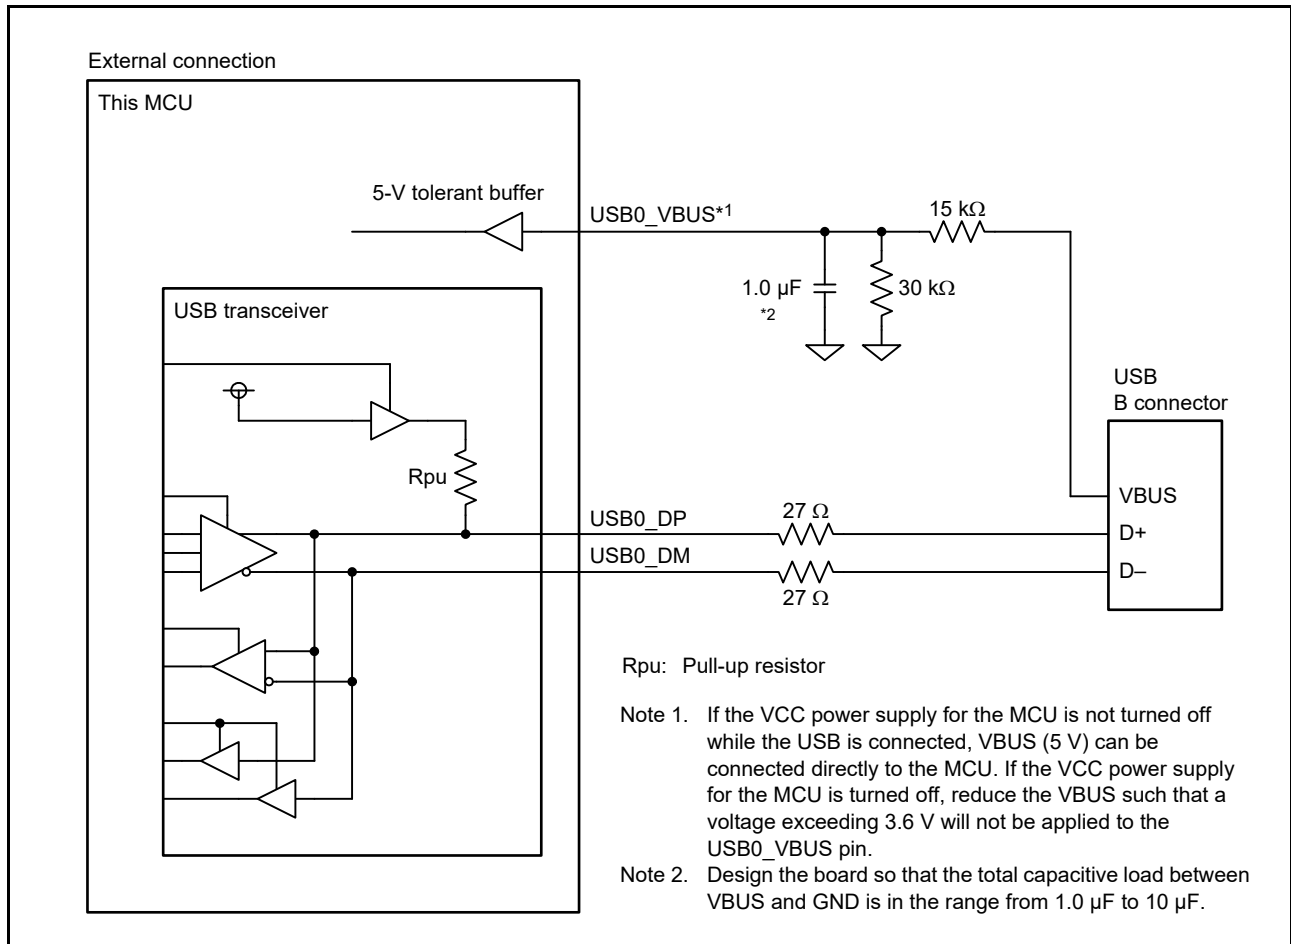 External connection
This MCU
5-V tolerant buffer
USB0_VBUS*1
15 kΩ
1.0 µF
*2
30 kΩ
USB transceiver
USB
B connector
Rpu
VBUS
USB0_DP
27 Ω
D+
USB0_DM
27 Ω
D–
Rpu: Pull-up resistor
Note 1. If the VCC power supply for the MCU is not turned off
while the USB is connected, VBUS (5 V) can be
connected directly to the MCU. If the VCC power supply
for the MCU is turned off, reduce the VBUS such that a
voltage exceeding 3.6 V will not be applied to the
USB0_VBUS pin.
Note 2. Design the board so that the total capacitive load between
VBUS and GND is in the range from 1.0 µF to 10 µF.